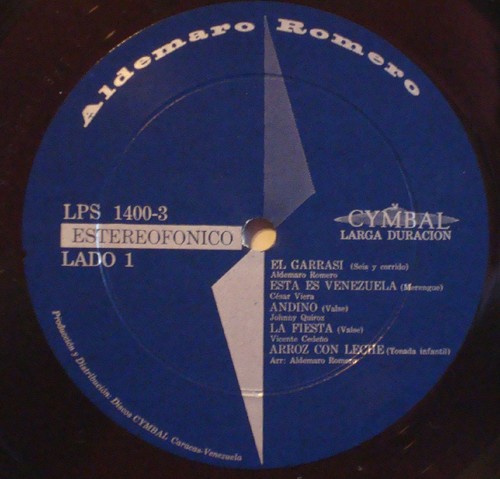 Aldemaro Romero
LPS 1400-3
ESTEREOFONICO
LADO 1
CYMBAL
LARGA DURACION
EL GARRASI (Seis y corrido)
Aldemaro Romero
ESTA ES VENEZUELA (Merengue)
César Viera
ANDINO (Valse)
Johnny Quiroz
LA FIESTA (Valse)
Vicente Cedeño
ARROZ CON LECHE (Tonada infantil)
Arr: Aldemaro Romero
Producción y Distribución: Discos CYMBAL Caracas-Venezuela